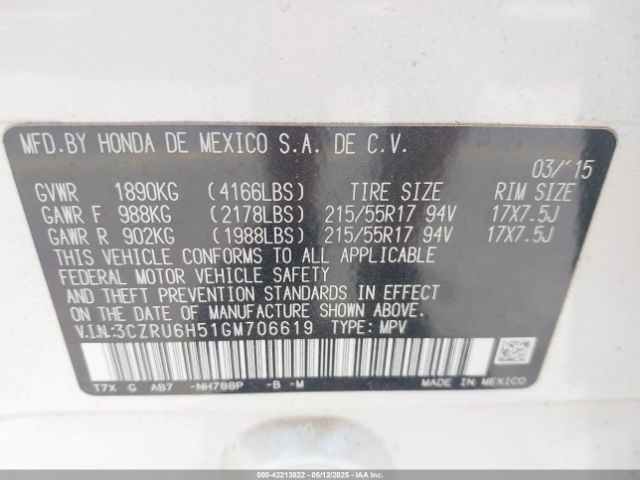 MFD.BY HONDA DE MEXICO S.A. DE C.V.
03/'15
GVWR 1890KG (4166LBS) TIRE SIZE RIM SIZE
GAWR F 988KG (2178LBS) 215/55R17 94V 17X7.5J
GAWR R 902KG (1988LBS) 215/55R17 94V 17X7.5J
THIS VEHICLE CONFORMS TO ALL APPLICABLE
FEDERAL MOTOR VEHICLE SAFETY
AND THEFT PREVENTION STANDARDS IN EFFECT
ON THE DATE OF MANUFACTURE SHOWN ABOVE.
V.I.N.:3CZRU6H51GM706619 TYPE: MPV
T7X G AB7 -NH788P -B -M MADE IN MEXICO
000-42213822 - 05/12/2025 - IAAI.COM